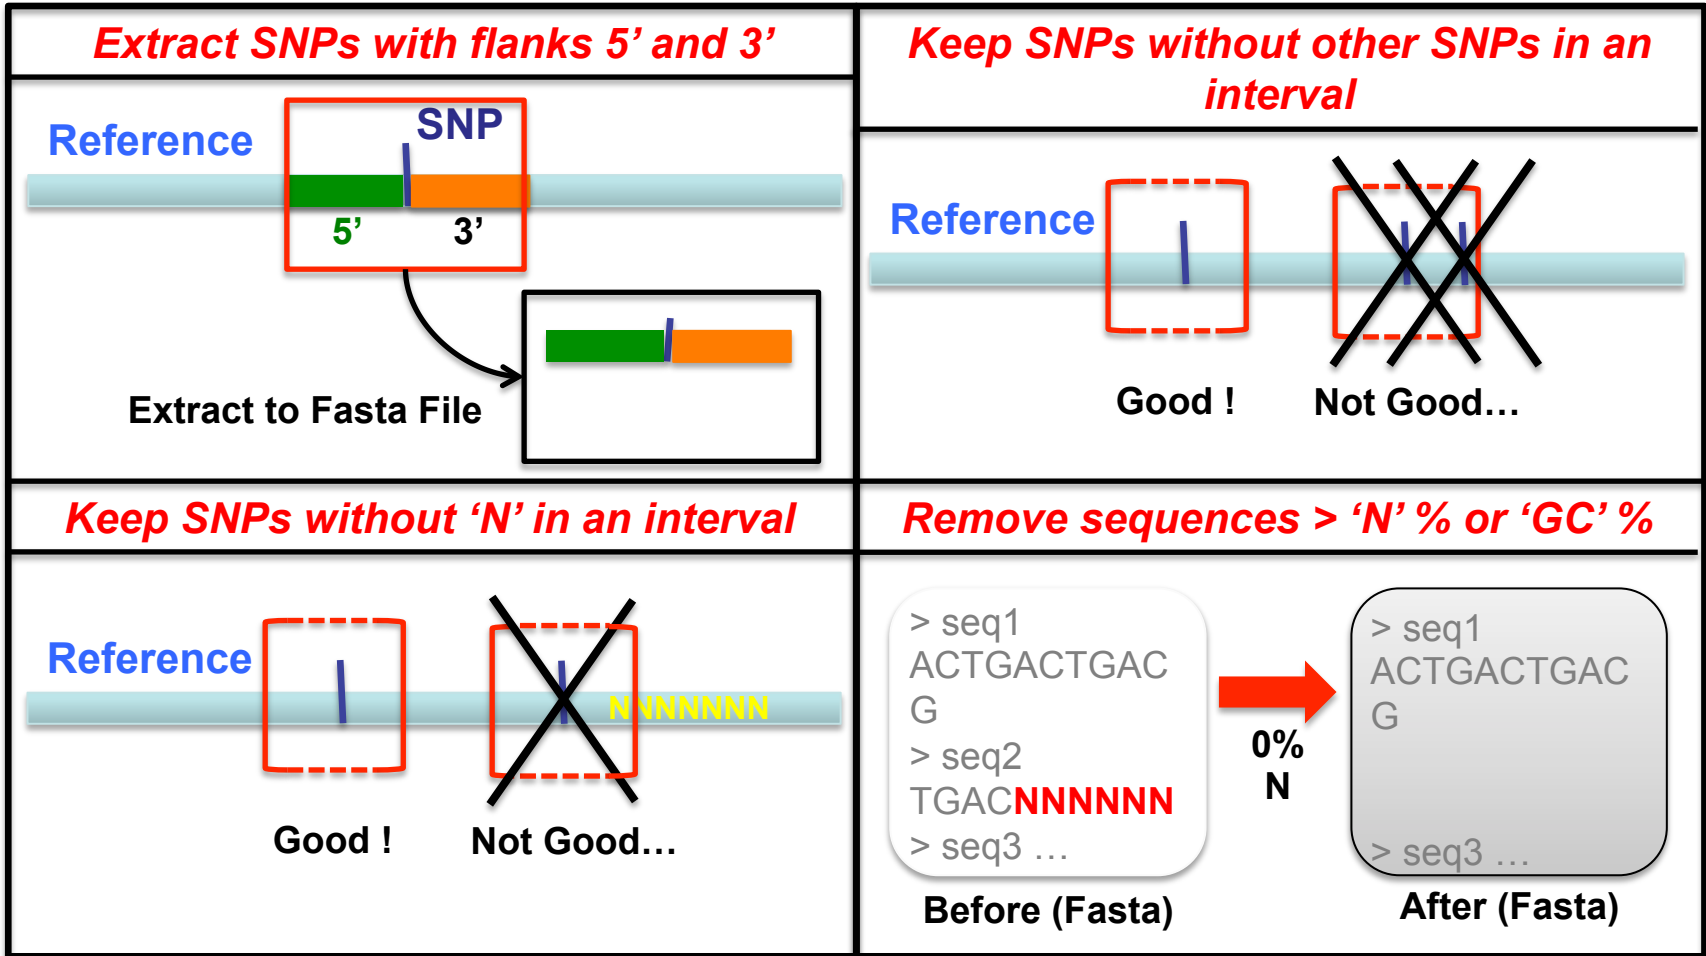 Extract SNPs with flanks 5’ and 3’
Reference
SNP
5’
3’
Extract to Fasta File
Keep SNPs without other SNPs in an
interval
Reference
Good !
Not Good…
Keep SNPs without ‘N’ in an interval
Reference
NNNNNNN
Good !
Not Good…
Remove sequences > ‘N’ % or ‘GC’ %
> seq1
ACTGACTGAC
G
> seq2
TGACNNNNNN
> seq3 …
Before (Fasta)
0%
N
> seq1
ACTGACTGAC
G
> seq3 …
After (Fasta)